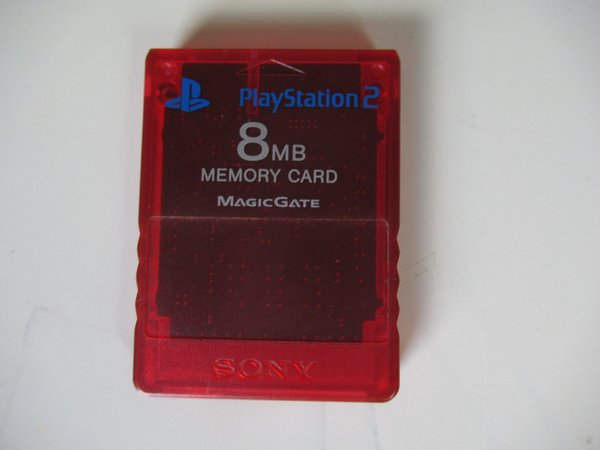 PlayStation 2
8MB
MEMORY CARD
MAGICGATE
SONY